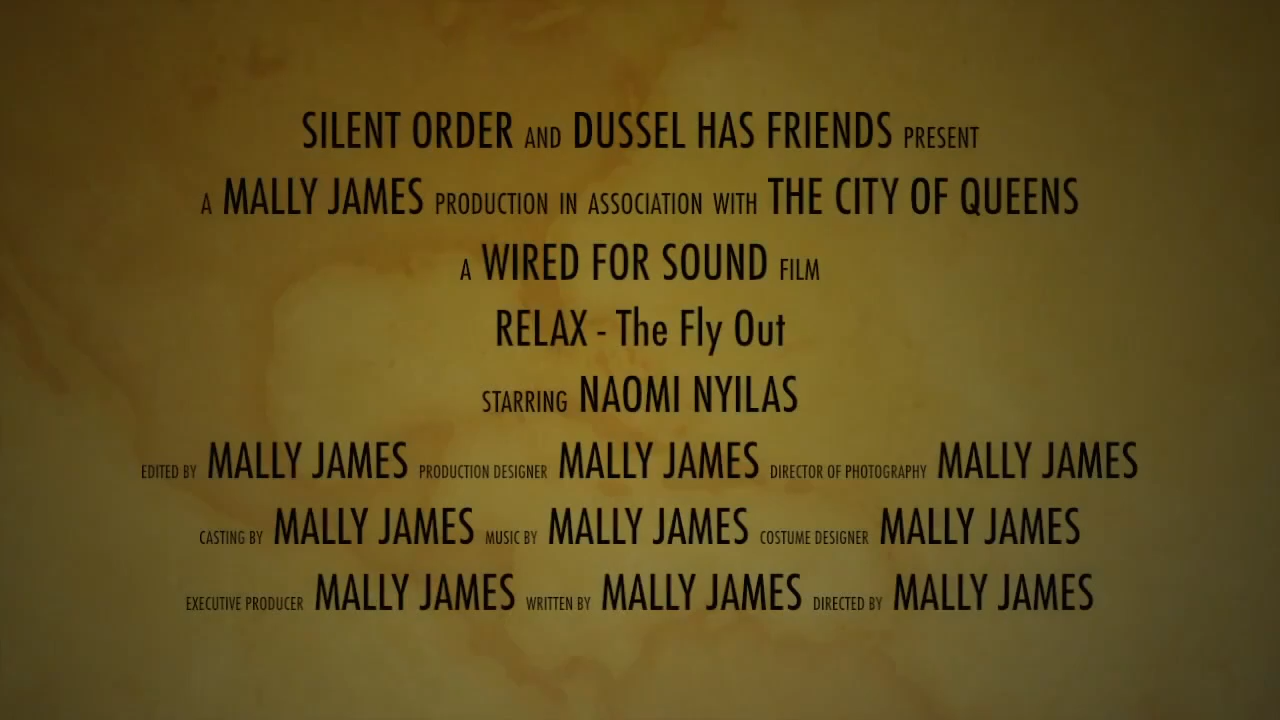 SILENT ORDER AND DUSSEL HAS FRIENDS PRESENT
A MALLY JAMES PRODUCTION IN ASSOCIATION WITH THE CITY OF QUEENS
A WIRED FOR SOUND FILM
RELAX - The Fly Out
STARRING NAOMI NYILAS
EDITED BY MALLY JAMES PRODUCTION DESIGNER MALLY JAMES DIRECTOR OF PHOTOGRAPHY MALLY JAMES
CASTING BY MALLY JAMES MUSIC BY MALLY JAMES COSTUME DESIGNER MALLY JAMES
EXECUTIVE PRODUCER MALLY JAMES WRITTEN BY MALLY JAMES DIRECTED BY MALLY JAMES